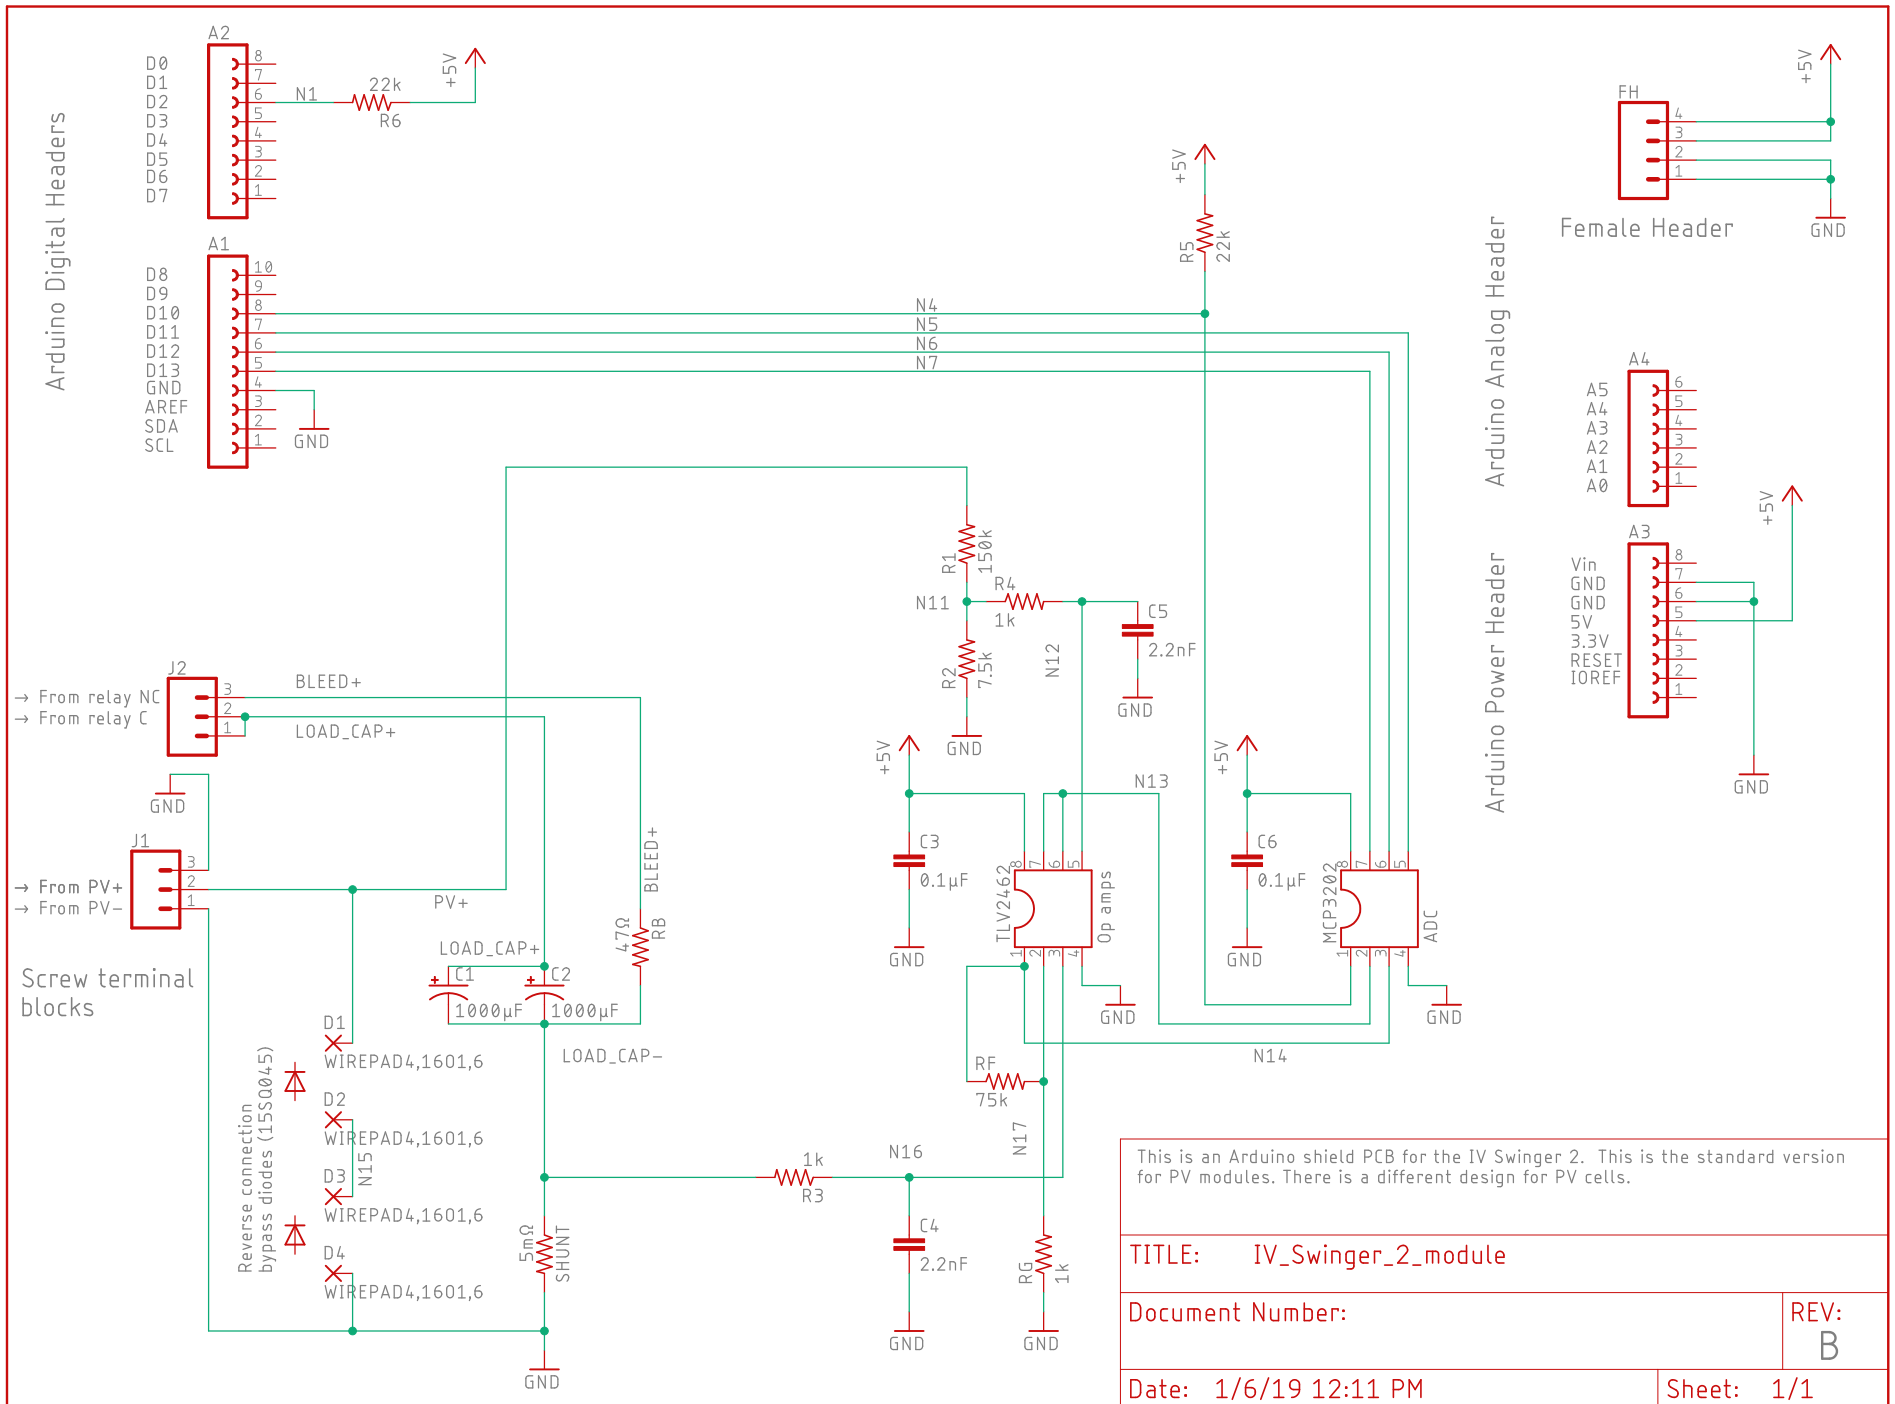 Arduino Digital Headers
A2
D0
D1
D2
D3
D4
D5
D6
D7
8
7
6
5
4
3
2
1
N1
22k
R6
+5V
A1
D8
D9
D10
D11
D12
D13
GND
AREF
SDA
SCL
10
9
8
7
6
5
4
3
2
1
GND
N4
N5
N6
N7
+5V
R5
22k
FH
4
3
2
1
+5V
GND
Female Header
Arduino Analog Header
A4
A5
A4
A3
A2
A1
A0
6
5
4
3
2
1
Arduino Power Header
A3
Vin
GND
GND
5V
3.3V
RESET
IOREF
8
7
6
5
4
3
2
1
+5V
GND
R1
150k
N11
R4
1k
R2
7.5k
GND
N12
C5
2.2nF
GND
J2
→ From relay NC
→ From relay C
3
2
1
BLEED+
LOAD_CAP+
GND
J1
→ From PV+
→ From PV-
3
2
1
PV+
Screw terminal
blocks
BLEED+
47Ω
RB
LOAD_CAP+
C1
1000µF
C2
1000µF
LOAD_CAP-
D1
WIREPAD4,1601,6
D2
WIREPAD4,1601,6
D3
WIREPAD4,1601,6
D4
WIREPAD4,1601,6
N15
Reverse connection
bypass diodes (15SQ045)
5mΩ
SHUNT
GND
1k
R3
N16
C4
2.2nF
GND
+5V
C3
0.1µF
GND
N13
TLV2462
Op amps
8
7
6
5
1
2
3
4
GND
RF
75k
N17
RG
1k
GND
N14
+5V
C6
0.1µF
GND
MCP3202
ADC
8
7
6
5
1
2
3
4
GND
This is an Arduino shield PCB for the IV Swinger 2.  This is the standard version
for PV modules. There is a different design for PV cells.
TITLE: IV_Swinger_2_module
Document Number:
REV:
B
Date: 1/6/19 12:11 PM
Sheet: 1/1